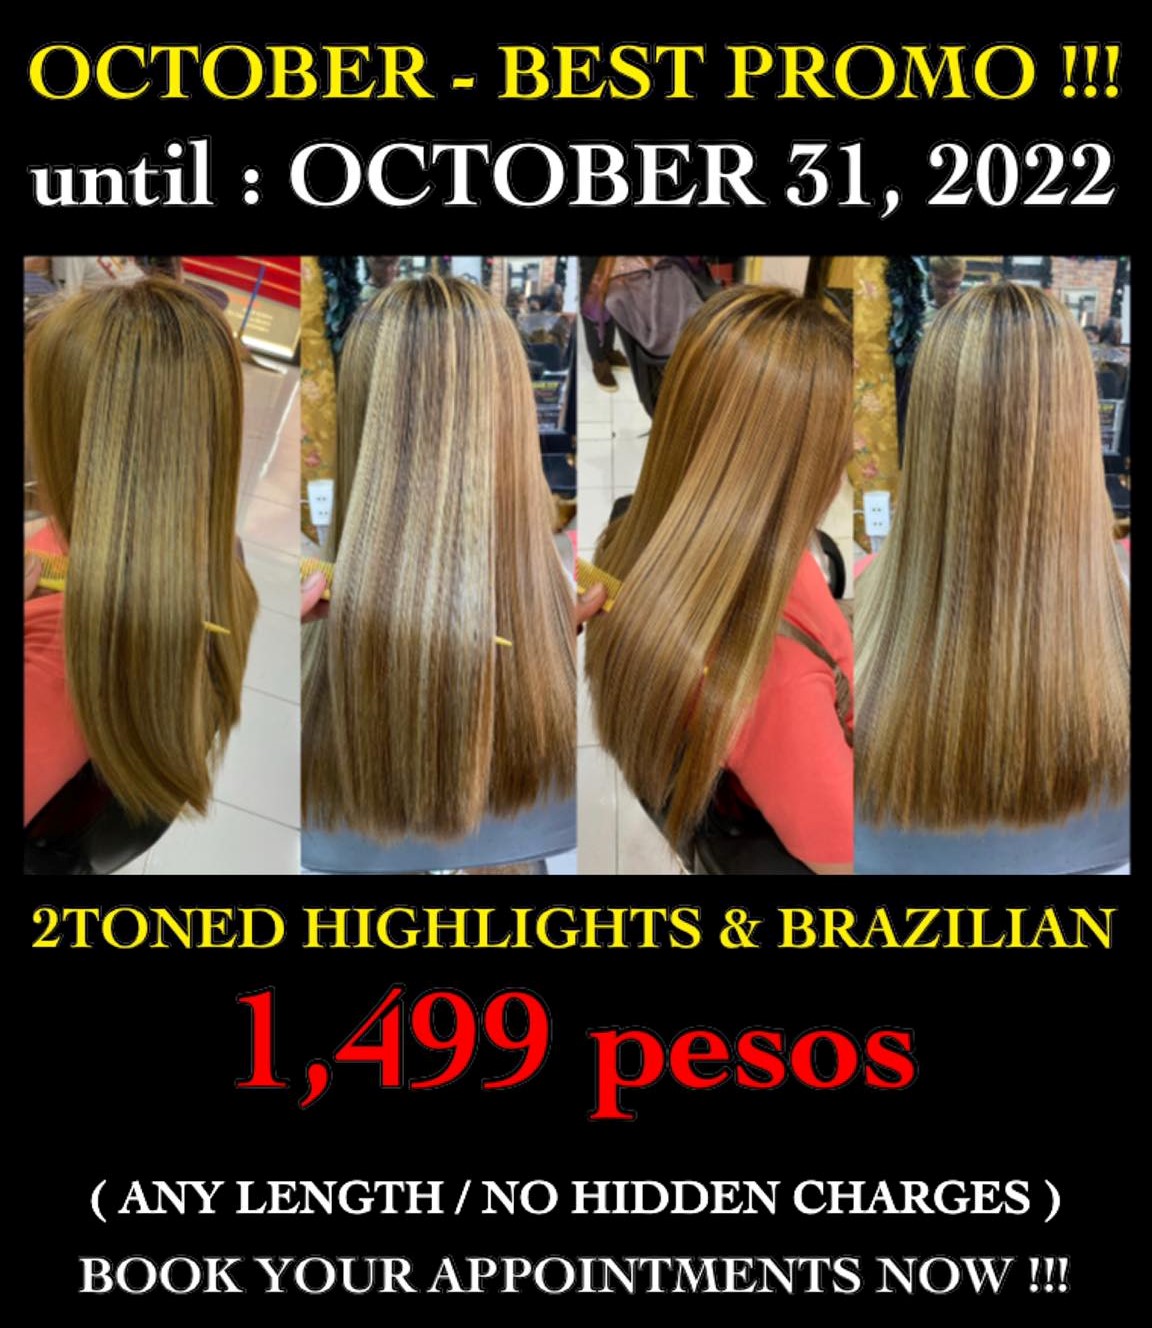 OCTOBER - BEST PROMO !!!
until : OCTOBER 31, 2022
2TONED HIGHLIGHTS & BRAZILIAN
1,499 pesos
( ANY LENGTH / NO HIDDEN CHARGES )
BOOK YOUR APPOINTMENTS NOW !!!